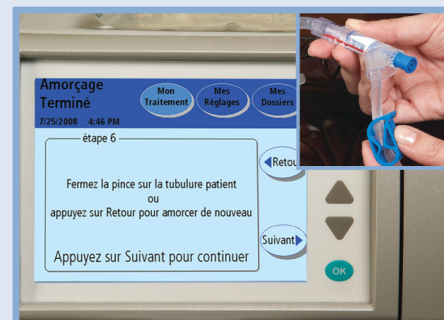 Amorçage
Terminé
7/25/2008 4:46 PM
Mon
Traitement
Mes
Réglages
Mes
Dossiers
étape 6
Fermez la pince sur la tubulure patient
ou
appuyez sur Retour pour amorcer de nouveau
Appuyez sur Suivant pour continuer
Retou
Suivant
OK